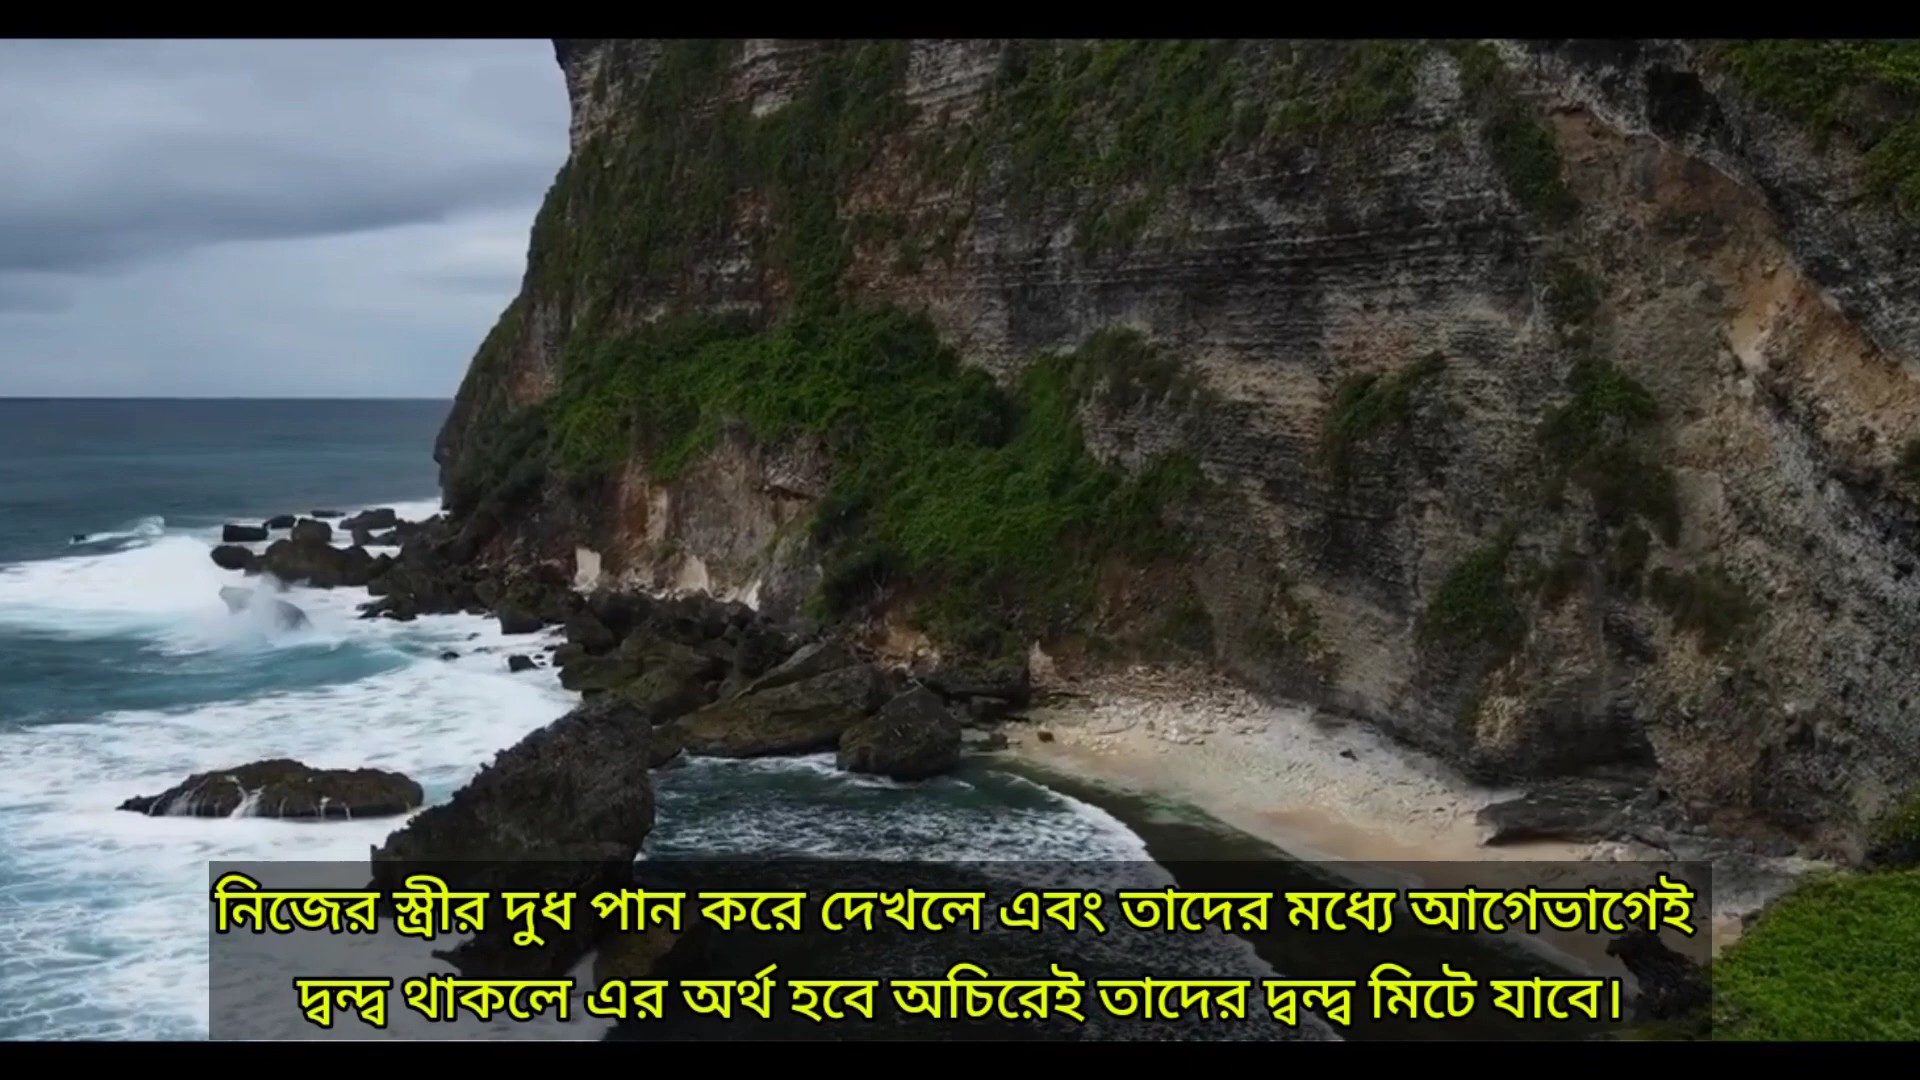 নিজের স্ত্রীর দুধ পান করে দেখলে এবং তাদের মধ্যে আগেভাগেই
দ্বন্দ্ব থাকলে এর অর্থ হবে অচিরেই তাদের দ্বন্দ্ব মিটে যাবে।